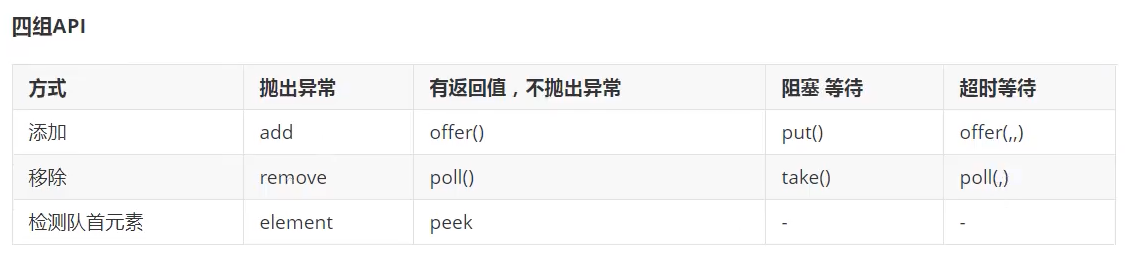 四组API
方式 抛出异常 有返回值，不抛出异常 阻塞 等待 超时等待
添加 add offer() put() offer(,,)
移除 remove poll() take() poll(,)
检测队首元素 element peek - -